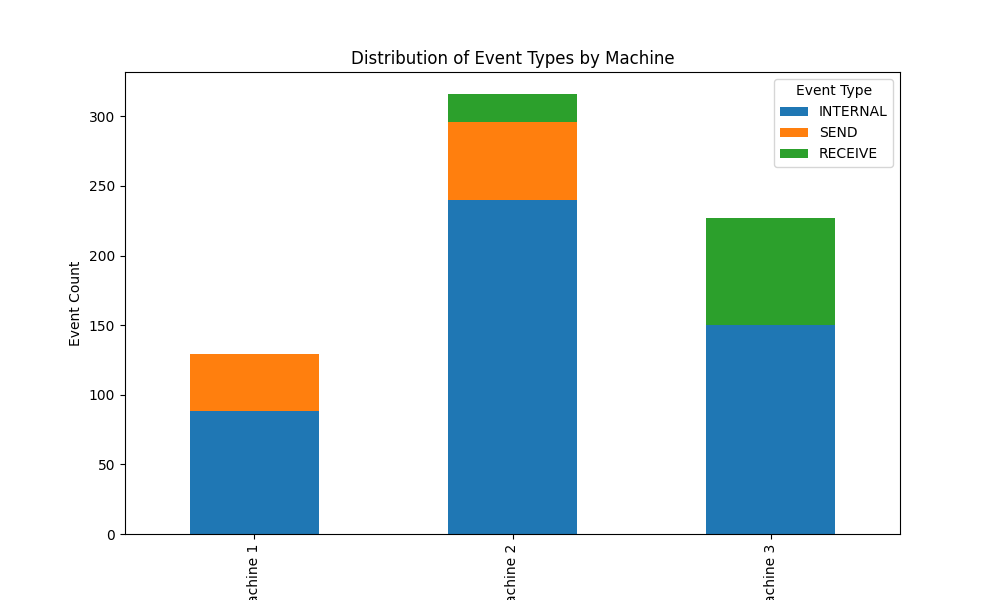 Distribution of Event Types by Machine
Event Type
INTERNAL
SEND
RECEIVE
Event Count
300
250
200
150
100
50
0
achine 1
achine 2
achine 3